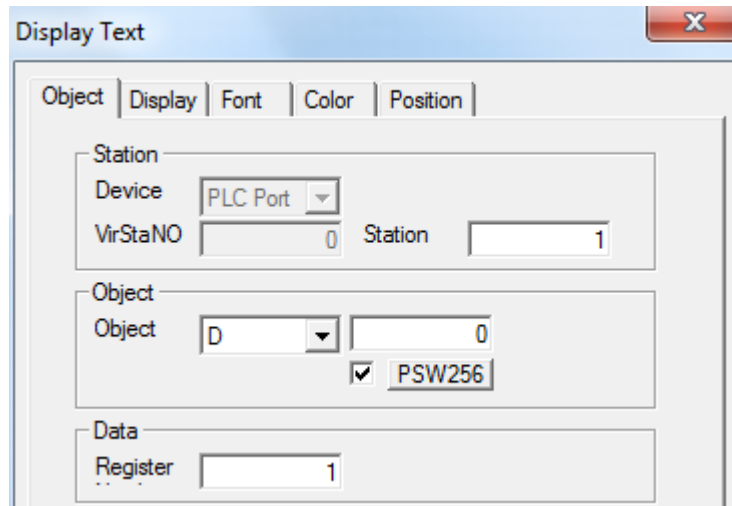 Display Text
Object Display Font Color Position
Station
Device PLC Port
VirStaNO 0 Station 1
Object
Object D 0
PSW256
Data
Register 1